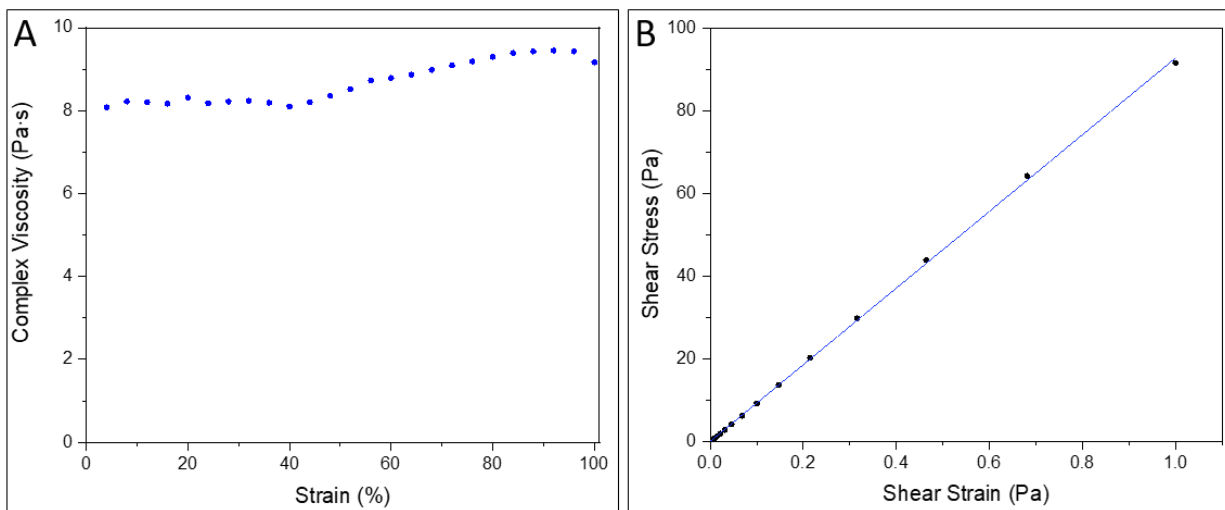 A
10
8
6
4
2
0
Complex Viscosity (Pa·s)
0 20 40 60 80 100
Strain (%)
B
100
80
60
40
20
0
Shear Stress (Pa)
0.0 0.2 0.4 0.6 0.8 1.0
Shear Strain (Pa)